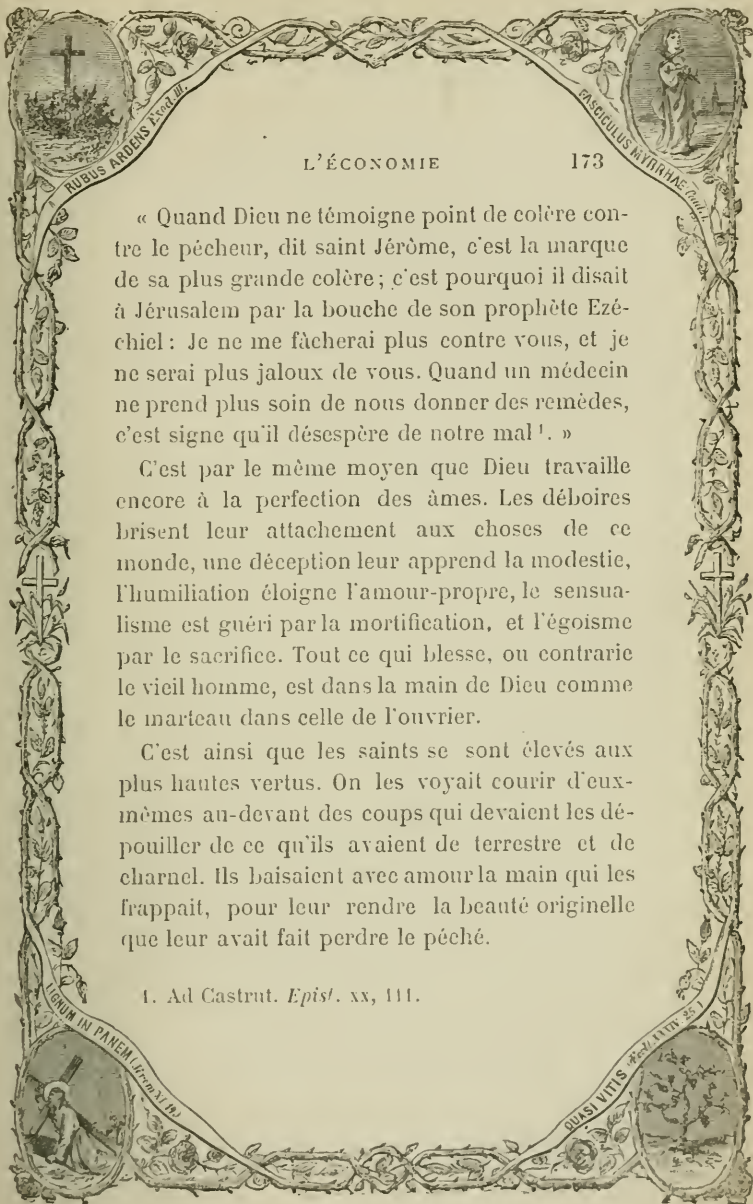 RUBUS ARDENS Exod. III.
FASCICULUS MYRRHAE Cant. I.
L'ÉCONOMIE 173
« Quand Dieu ne témoigne point de colère con-
tre le pécheur, dit saint Jérôme, c'est la marque
de sa plus grande colère; c'est pourquoi il disait
à Jérusalem par la bouche de son prophète Ezé-
chiel : Je ne me fâcherai plus contre vous, et je
ne serai plus jaloux de vous. Quand un médecin
ne prend plus soin de nous donner des remèdes,
c'est signe qu'il désespère de notre mal 1. »
C'est par le même moyen que Dieu travaille
encore à la perfection des âmes. Les déboires
brisent leur attachement aux choses de ce
monde, une déception leur apprend la modestie,
l'humiliation éloigne l'amour-propre, le sensua-
lisme est guéri par la mortification, et l'égoïsme
par le sacrifice. Tout ce qui blesse, ou contrarie
le vieil homme, est dans la main de Dieu comme
le marteau dans celle de l'ouvrier.
C'est ainsi que les saints se sont élevés aux
plus hautes vertus. On les voyait courir d'eux-
mêmes au-devant des coups qui devaient les dé-
pouiller de ce qu'ils avaient de terrestre et de
charnel. Ils baisaient avec amour la main qui les
frappait, pour leur rendre la beauté originelle
que leur avait fait perdre le péché.
1. Ad Castrut. Epist. XX, 111.
LIGNUM IN PANEM (Jerem XI 19)
QUASI VITIS (Eccli. XXIV 23)